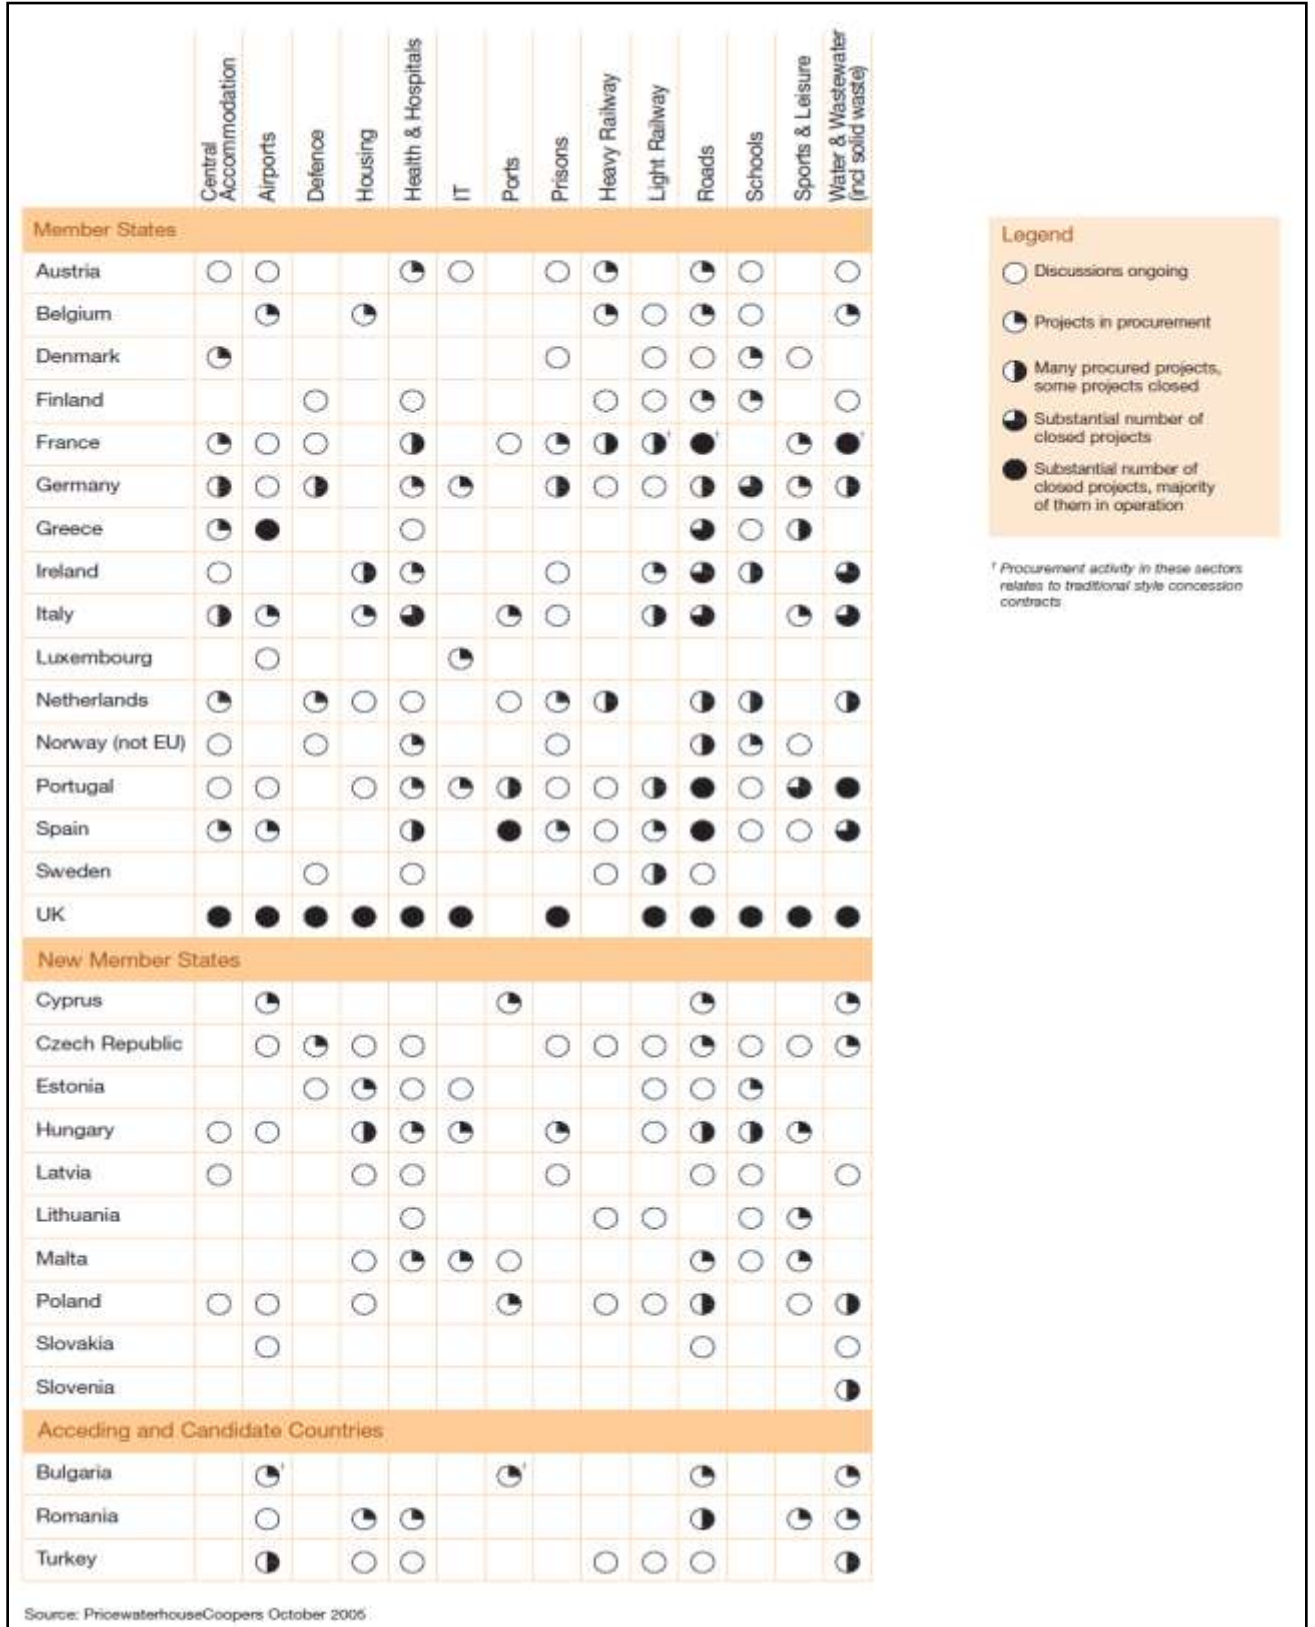 Central
Accommodation
Airports
Defence
Housing
Health & Hospitals
IT
Ports
Prisons
Heavy Railway
Light Railway
Roads
Schools
Sports & Leisure
Water & Wastewater
(incl solid waste)
Member States
Austria
Belgium
Denmark
Finland
France
† † †
Germany
Greece
Ireland
Italy
Luxembourg
Netherlands
Norway (not EU)
Portugal
Spain
Sweden
UK
New Member States
Cyprus
Czech Republic
Estonia
Hungary
Latvia
Lithuania
Malta
Poland
Slovakia
Slovenia
Acceding and Candidate Countries
Bulgaria
† †
Romania
Turkey
Source: PricewaterhouseCoopers October 2005
Legend
Discussions ongoing
Projects in procurement
Many procured projects,
some projects closed
Substantial number of
closed projects
Substantial number of
closed projects, majority
of them in operation
† Procurement activity in these sectors
relates to traditional style concession
contracts